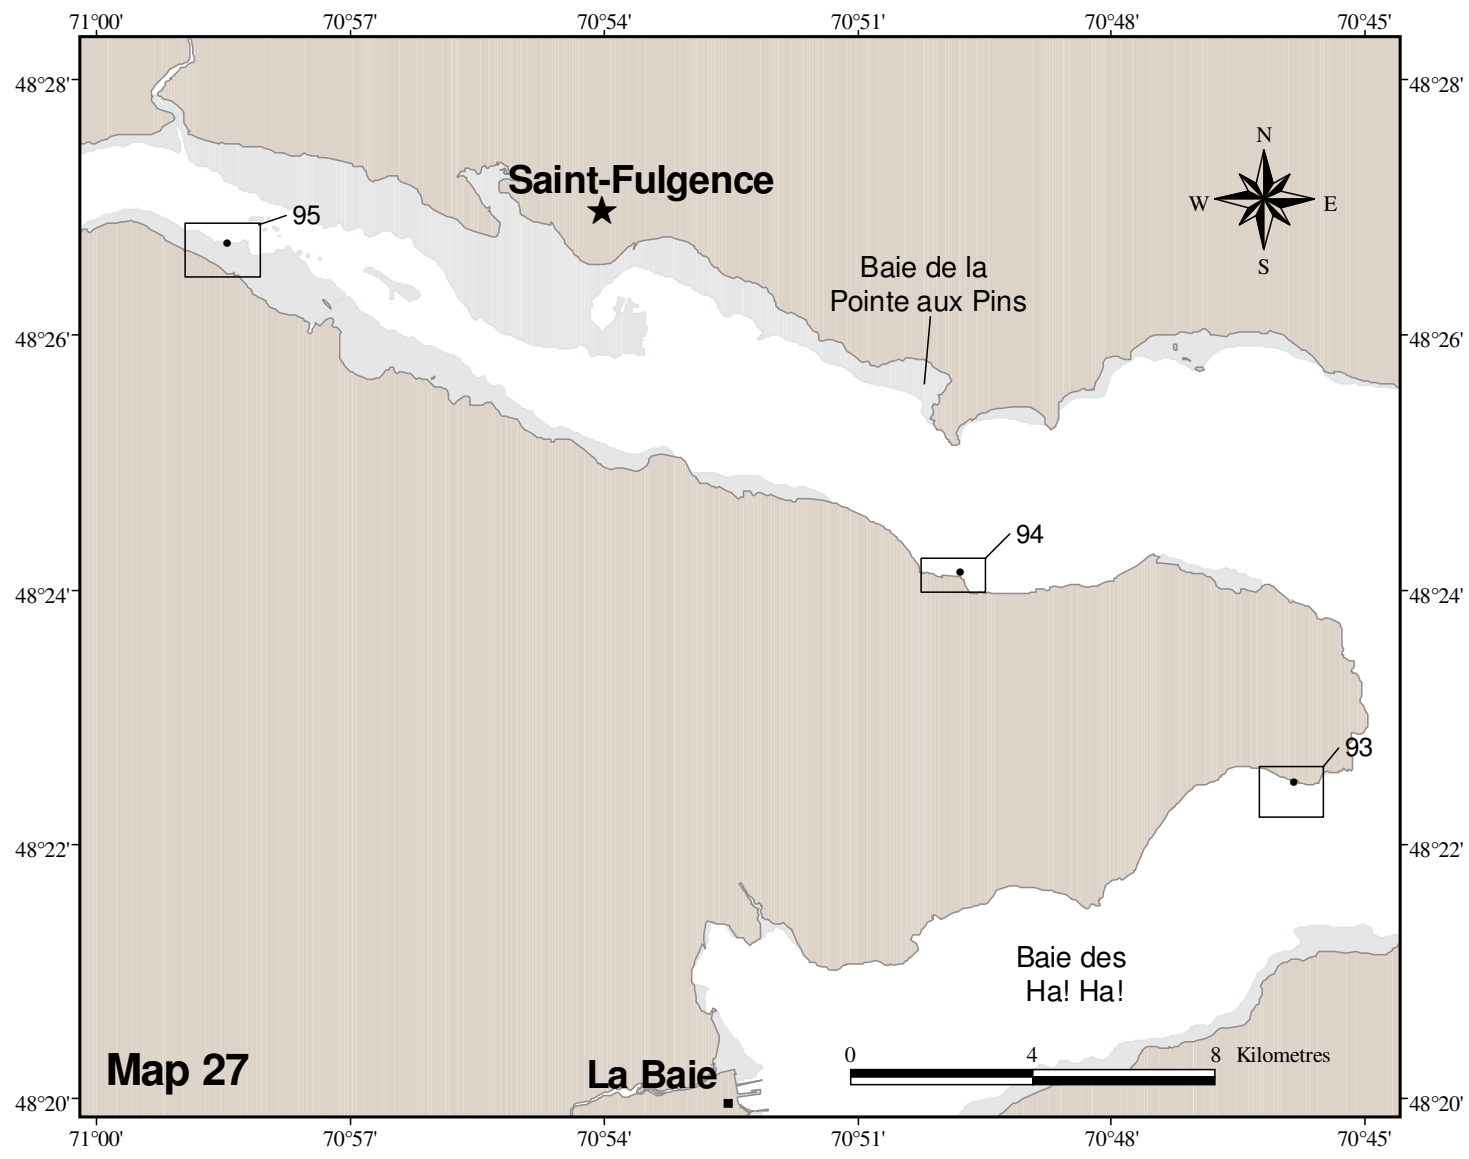 71°00' 70°57' 70°54' 70°51' 70°48' 70°45'
48°28' 48°28'
N
W E
S
Saint-Fulgence
95
Baie de la
Pointe aux Pins
48°26' 48°26'
94
48°24' 48°24'
93
48°22' 48°22'
Baie des
Ha! Ha!
0 4 8 Kilometres
Map 27
La Baie
48°20' 48°20'
71°00' 70°57' 70°54' 70°51' 70°48' 70°45'